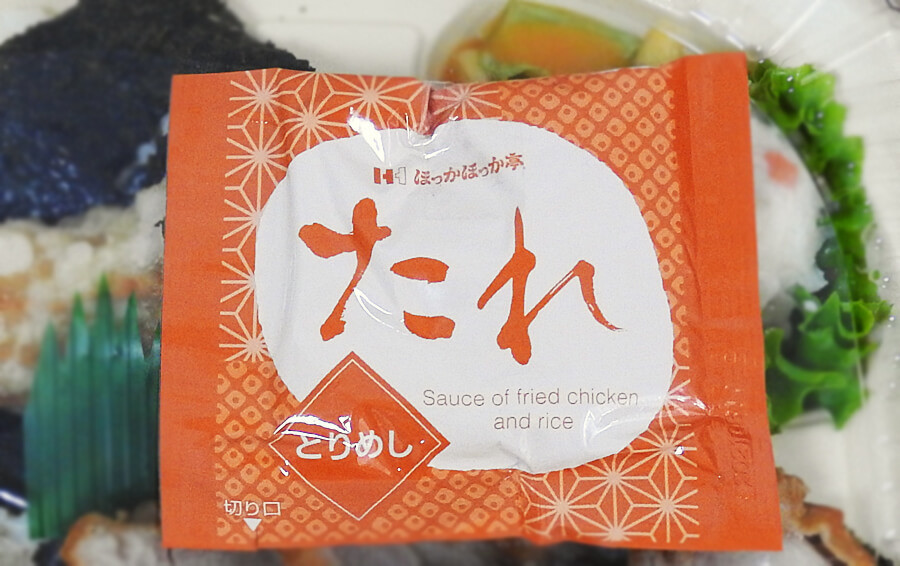 ほっかほっか亭
たれ
Sauce of fried chicken
and rice
とりめし
切り口